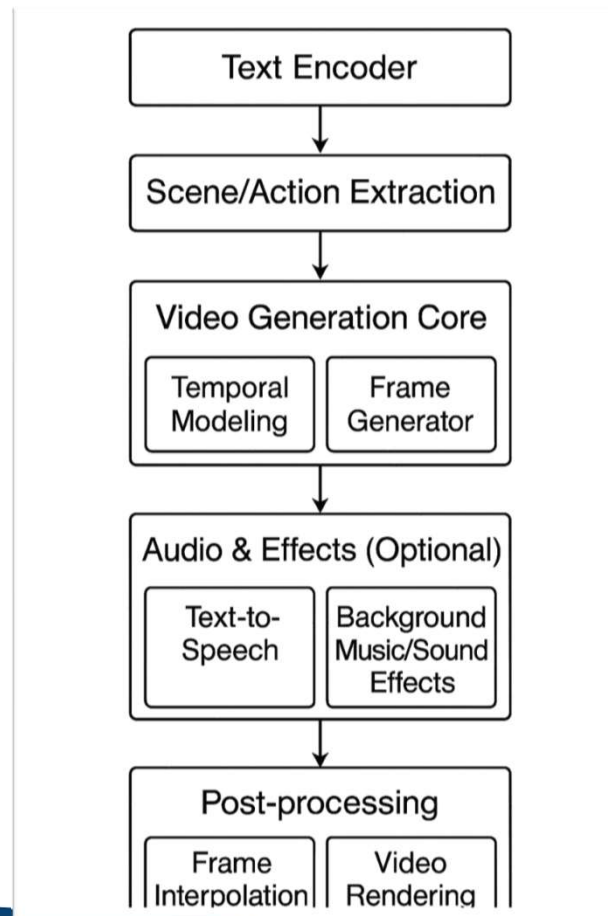 Text Encoder
Scene/Action Extraction
Video Generation Core
Temporal
Modeling
Frame
Generator
Audio & Effects (Optional)
Text-to-
Speech
Background
Music/Sound
Effects
Post-processing
Frame
Interpolation
Video
Rendering